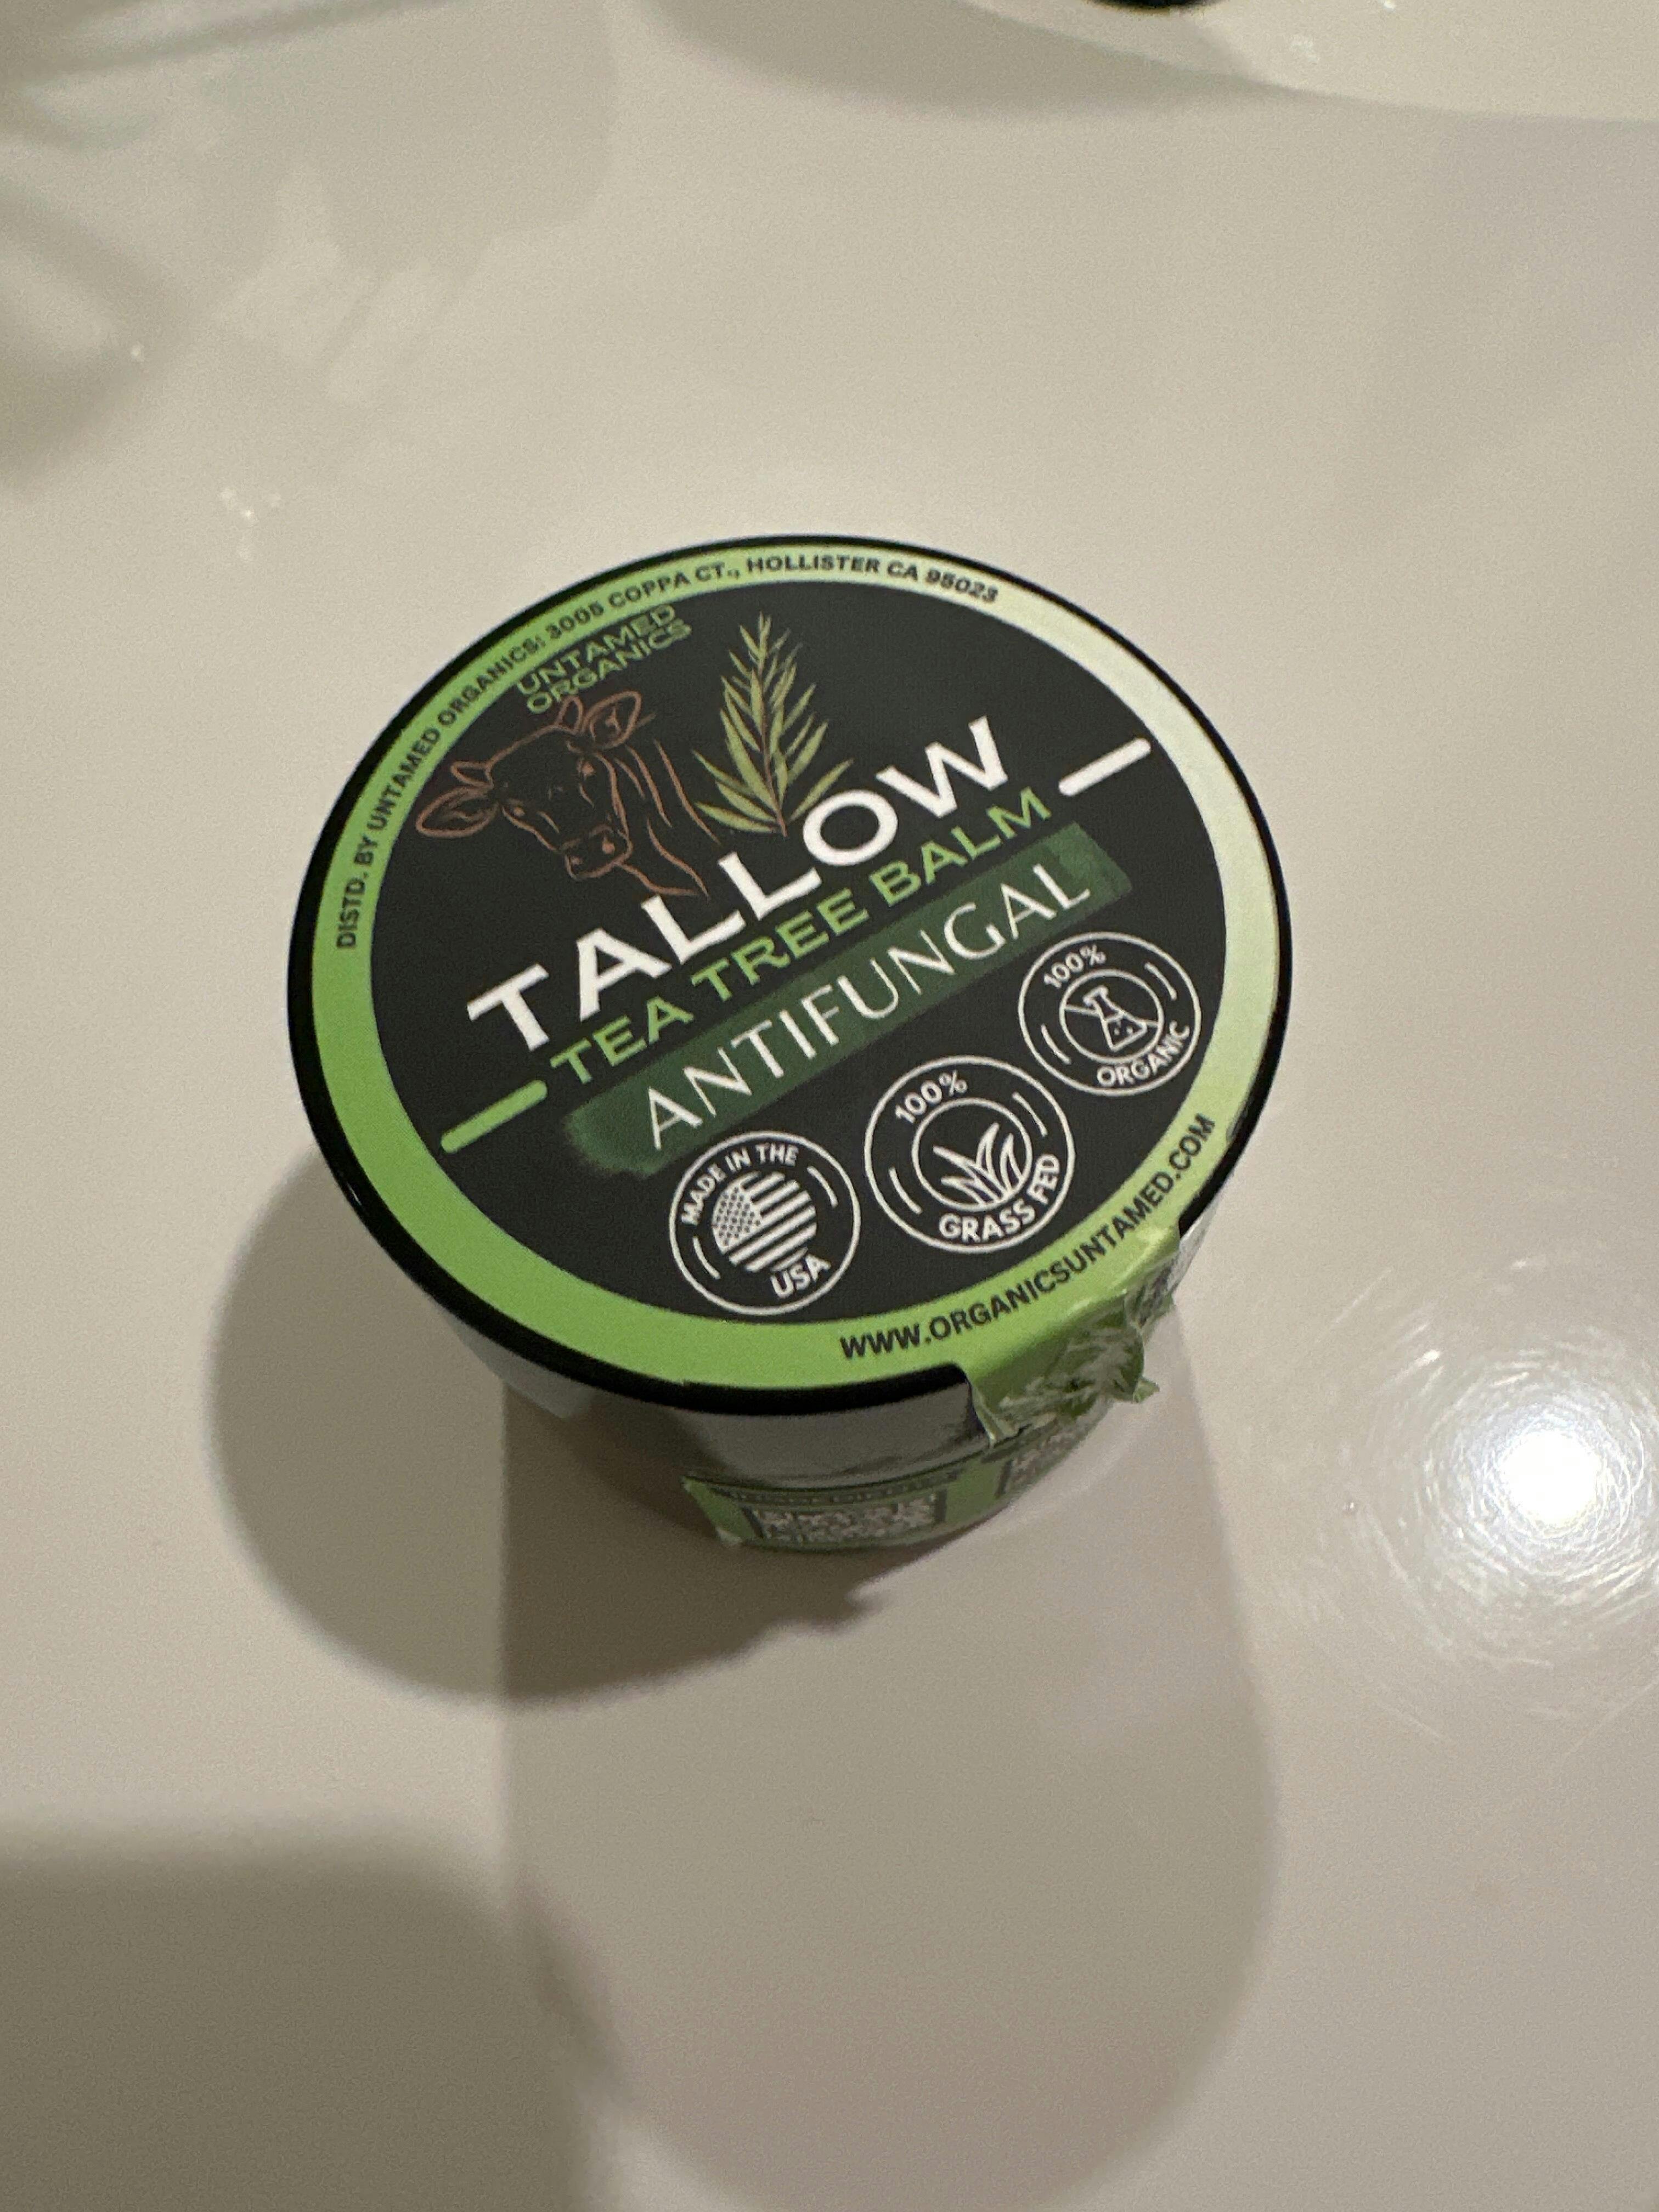 DISTD. BY UNTAMED ORGANICS: 3005 COPPA CT., HOLLISTER CA 95023
UNTAMED
ORGANICS
TALLOW
TEA TREE BALM
ANTIFUNGAL
MADE IN THE
USA
100%
GRASS FED
100%
ORGANIC
WWW.ORGANICSUNTAMED.COM